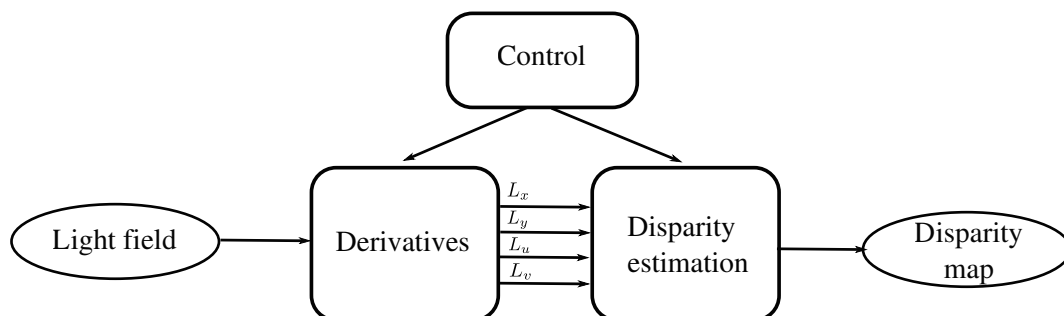 Control
Light field
Derivatives
L_x
L_y
L_u
L_v
Disparity
estimation
Disparity
map